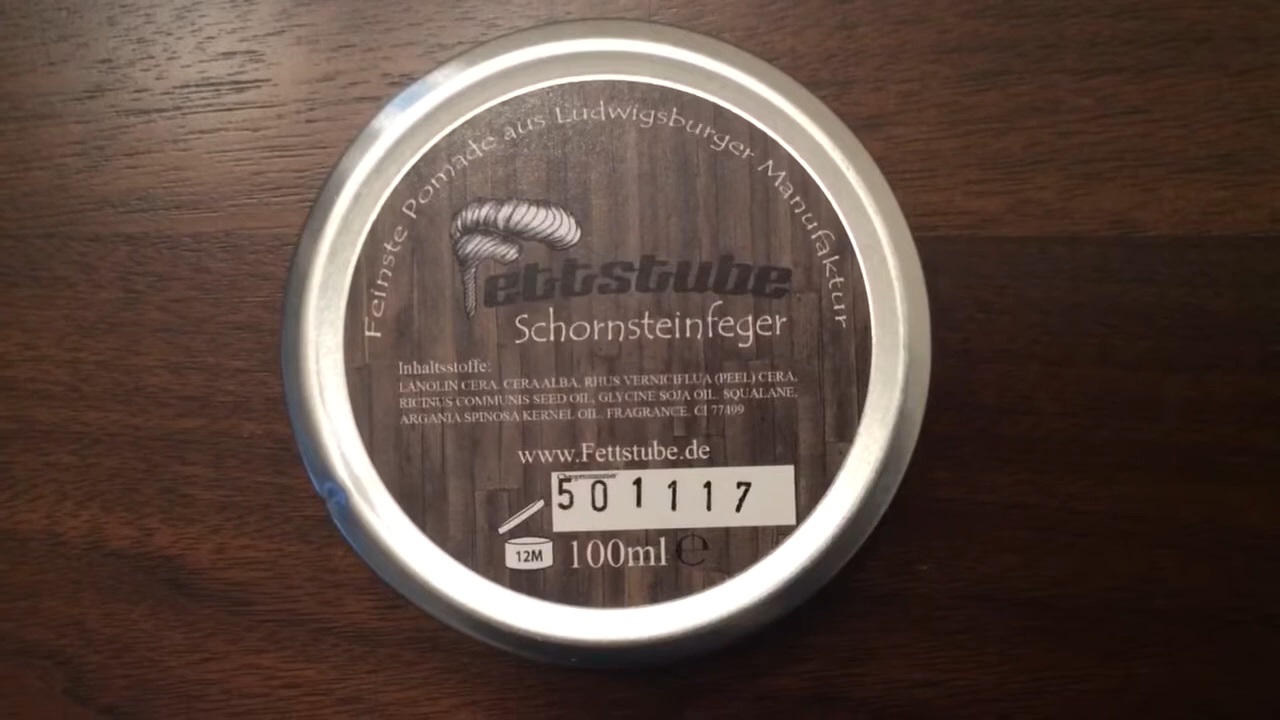 Feinste Pomade aus Ludwigsburger Manufaktur
Fettstube
Schornsteinfeger
Inhaltsstoffe:
LANOLIN CERA, CERA ALBA, RHUS VERNICIFLUA (PEEL) CERA,
RICINUS COMMUNIS SEED OIL, GLYCINE SOJA OIL, SQUALANE,
ARGANIA SPINOSA KERNEL OIL, FRAGRANCE, CI 77499
www.Fettstube.de
501117
12M
100ml e